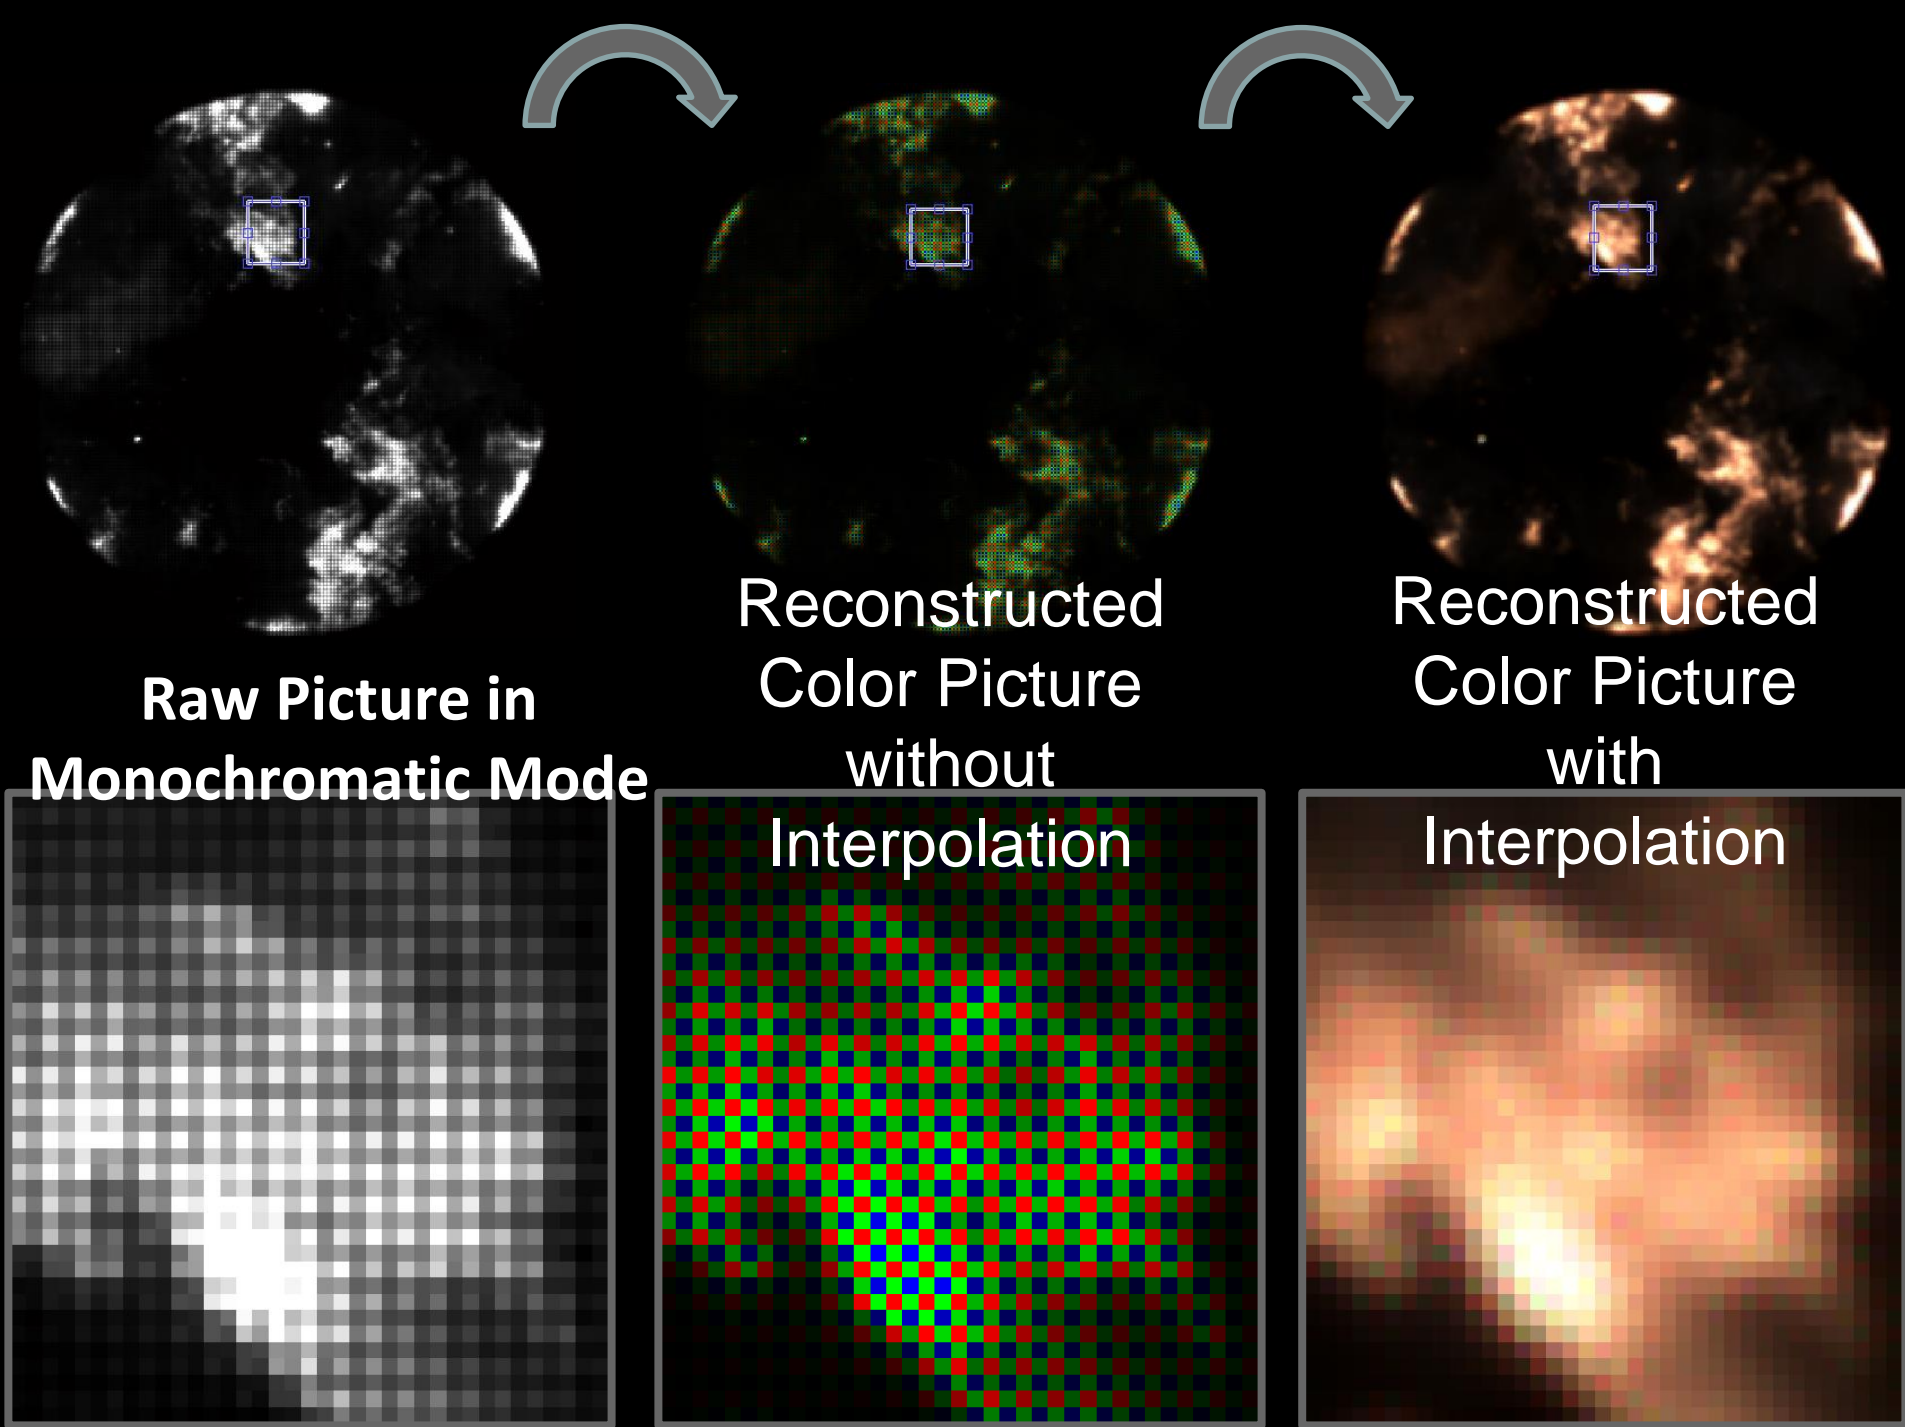 Raw Picture in
Monochromatic Mode
Reconstructed
Color Picture
without
Interpolation
Reconstructed
Color Picture
with
Interpolation